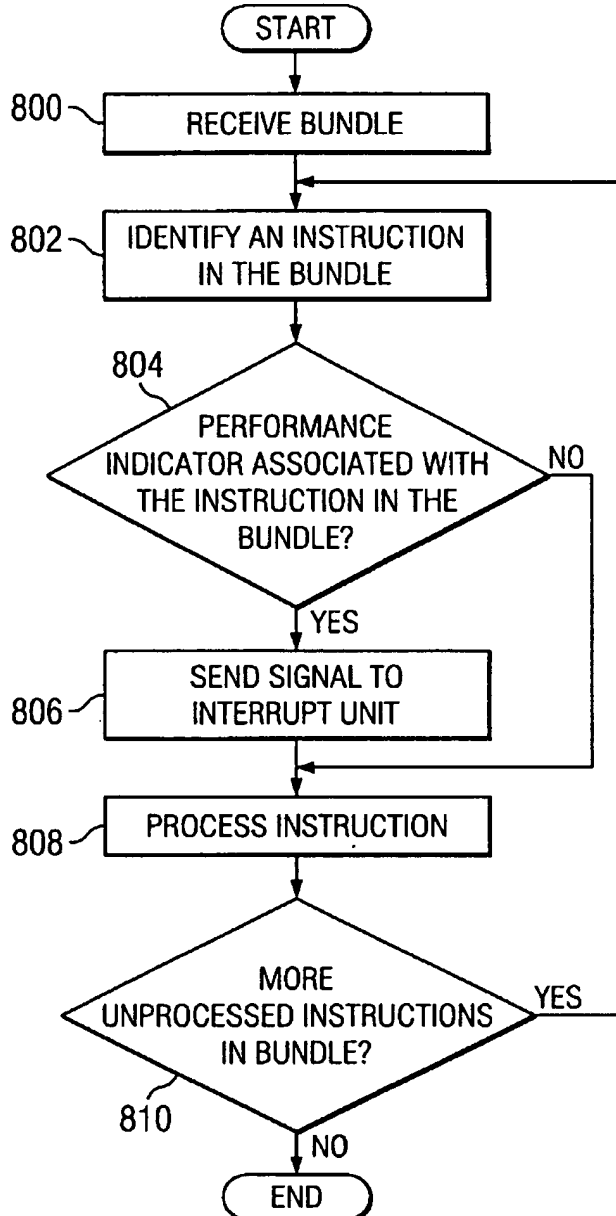 START
800
RECEIVE BUNDLE
802
IDENTIFY AN INSTRUCTION
IN THE BUNDLE
804
PERFORMANCE
INDICATOR ASSOCIATED WITH
THE INSTRUCTION IN THE
BUNDLE?
NO
YES
806
SEND SIGNAL TO
INTERRUPT UNIT
808
PROCESS INSTRUCTION
MORE
UNPROCESSED INSTRUCTIONS
IN BUNDLE?
YES
810
NO
END